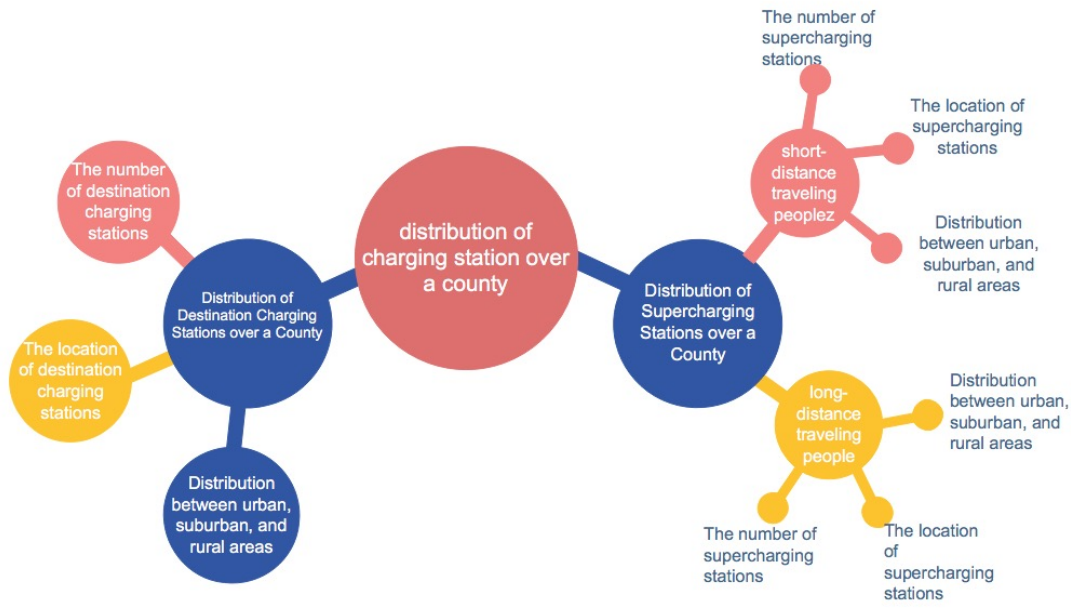 The number of
supercharging
stations
The location of
supercharging
stations
short-
distance
traveling
peoplez
Distribution
between urban,
suburban, and
rural areas
The number
of destination
charging
stations
distribution of
charging station over
a county
Distribution of
Destination Charging
Stations over a County
Distribution of
Supercharging
Stations over a
County
The location
of destination
charging
stations
Distribution
between urban,
suburban, and
rural areas
long-
distance
traveling
people
Distribution
between urban,
suburban, and
rural areas
The number of
supercharging
stations
The location
of
supercharging
stations